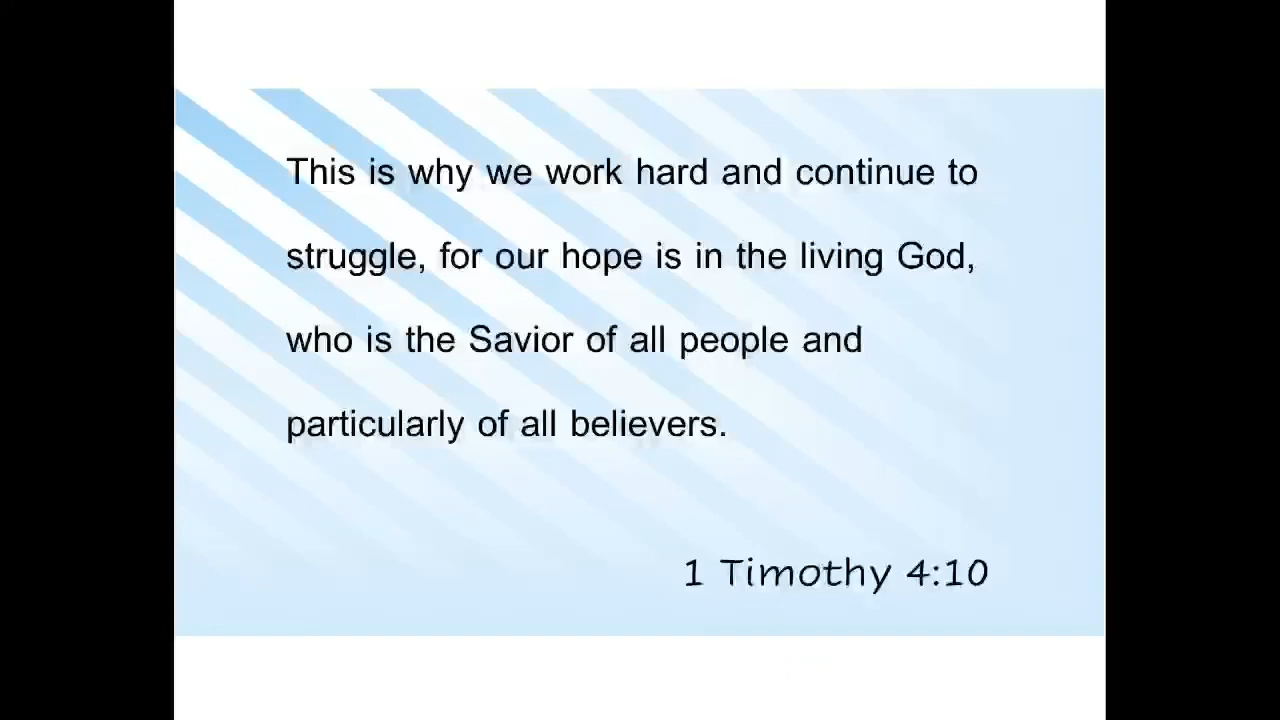 This is why we work hard and continue to
struggle, for our hope is in the living God,
who is the Savior of all people and
particularly of all believers.
1 Timothy 4:10